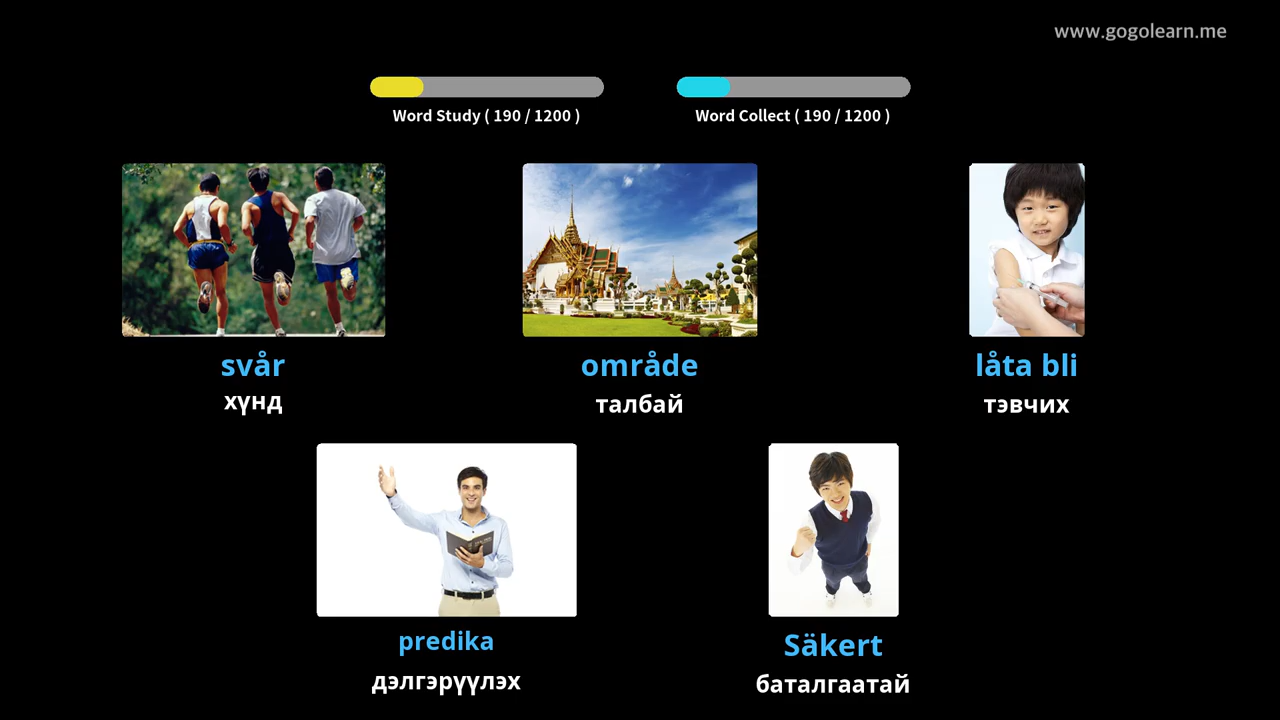 www.gogolearn.me
Word Study ( 190 / 1200 )
Word Collect ( 190 / 1200 )
svår
хүнд
område
талбай
låta bli
тэвчих
predika
дэлгэрүүлэх
Säkert
баталгаатай